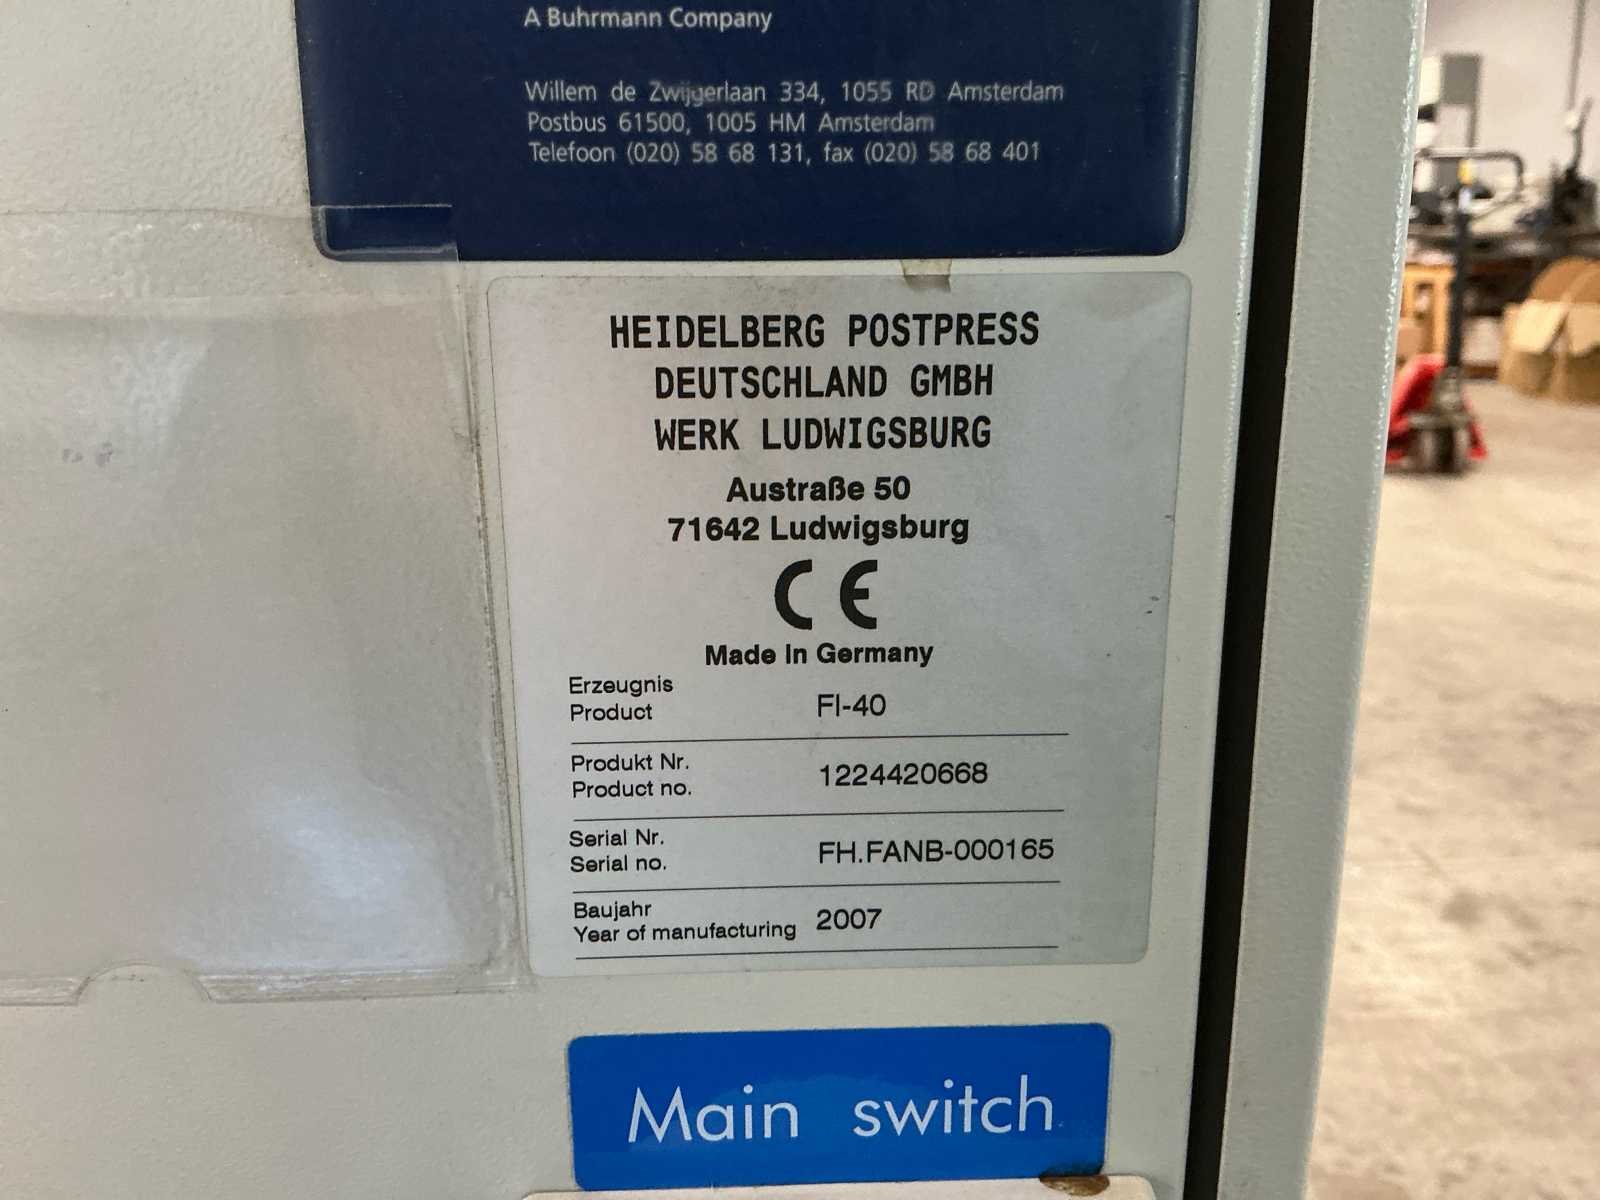 A Buhrmann Company
Willem de Zwijgerlaan 334, 1055 RD Amsterdam
Postbus 61500, 1005 HM Amsterdam
Telefoon (020) 58 68 131, fax (020) 58 68 401
HEIDELBERG POSTPRESS
DEUTSCHLAND GMBH
WERK LUDWIGSBURG
Austraße 50
71642 Ludwigsburg
CE
Made In Germany
Erzeugnis
Product FI-40
Produkt Nr.
Product no. 1224420668
Serial Nr.
Serial no. FH.FANB-000165
Baujahr
Year of manufacturing 2007
Main switch